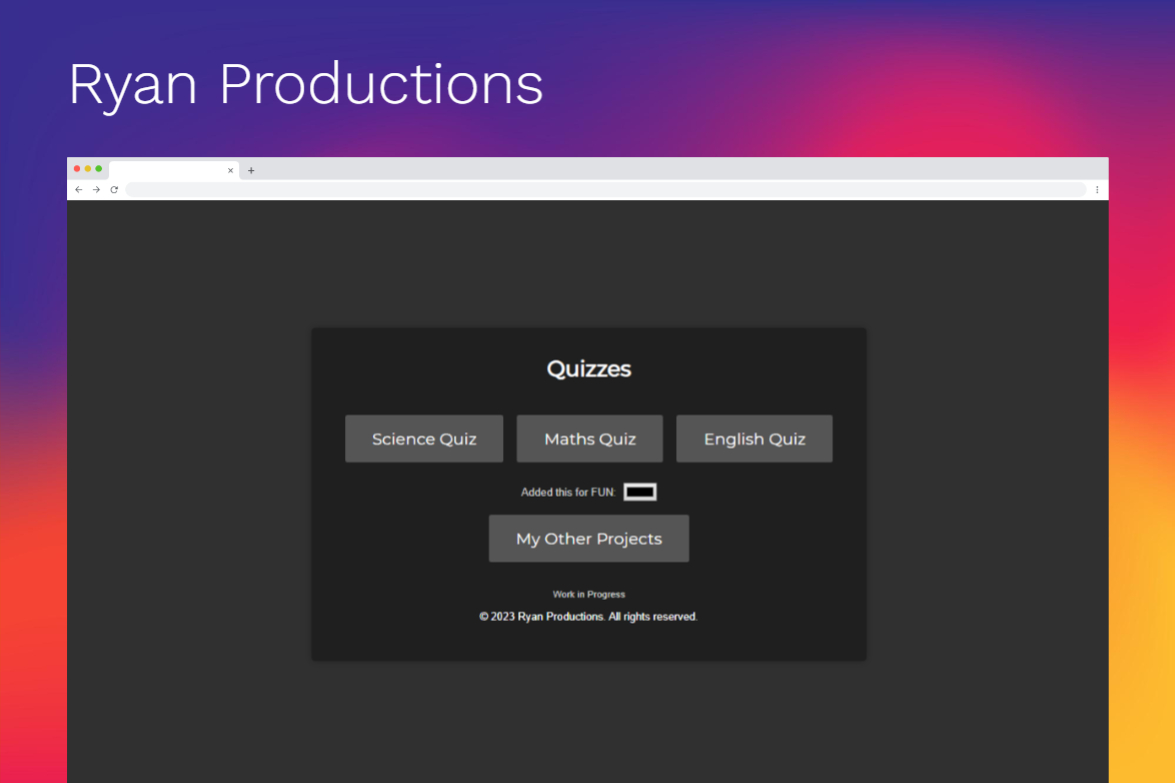 Ryan Productions
Quizzes
Science Quiz Maths Quiz English Quiz
Added this for FUN:
My Other Projects
Work in Progress
© 2023 Ryan Productions. All rights reserved.